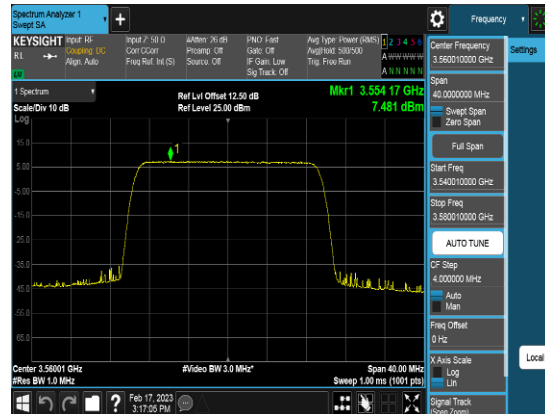 Spectrum Analyzer 1
Swept SA
Frequency
KEYSIGHT
RL
Input: RF
Coupling: DC
Align: Auto
Input Z: 50 Ω
Corr CCorr
Freq Ref: Int (S)
#Atten: 26 dB
Preamp: Off
Source: Off
PNO: Fast
Gate: Off
IF Gain: Low
Sig Track: Off
Avg Type: Power (RMS)
Avg|Hold: 500/500
Trig: Free Run
1 2 3 4 5 6
A W W W W W
A N N N N N
LW
1 Spectrum
Scale/Div 10 dB
Log
Ref Lvl Offset 12.50 dB
Ref Level 25.00 dBm
Mkr1 3.554 17 GHz
7.481 dBm
15.0
5.00
-5.00
-15.0
-25.0
-35.0
-45.0
-55.0
-65.0
1
Center 3.56001 GHz
#Res BW 1.0 MHz
#Video BW 3.0 MHz*
Span 40.00 MHz
Sweep 1.00 ms (1001 pts)
Feb 17, 2023
3:17:05 PM
?
Center Frequency
3.560010000 GHz
Span
40.0000000 MHz
Swept Span
Zero Span
Full Span
Start Freq
3.540010000 GHz
Stop Freq
3.580010000 GHz
AUTO TUNE
CF Step
4.000000 MHz
Auto
Man
Freq Offset
0 Hz
X Axis Scale
Log
Lin
Signal Track
(Span Zoom)
Settings
Local